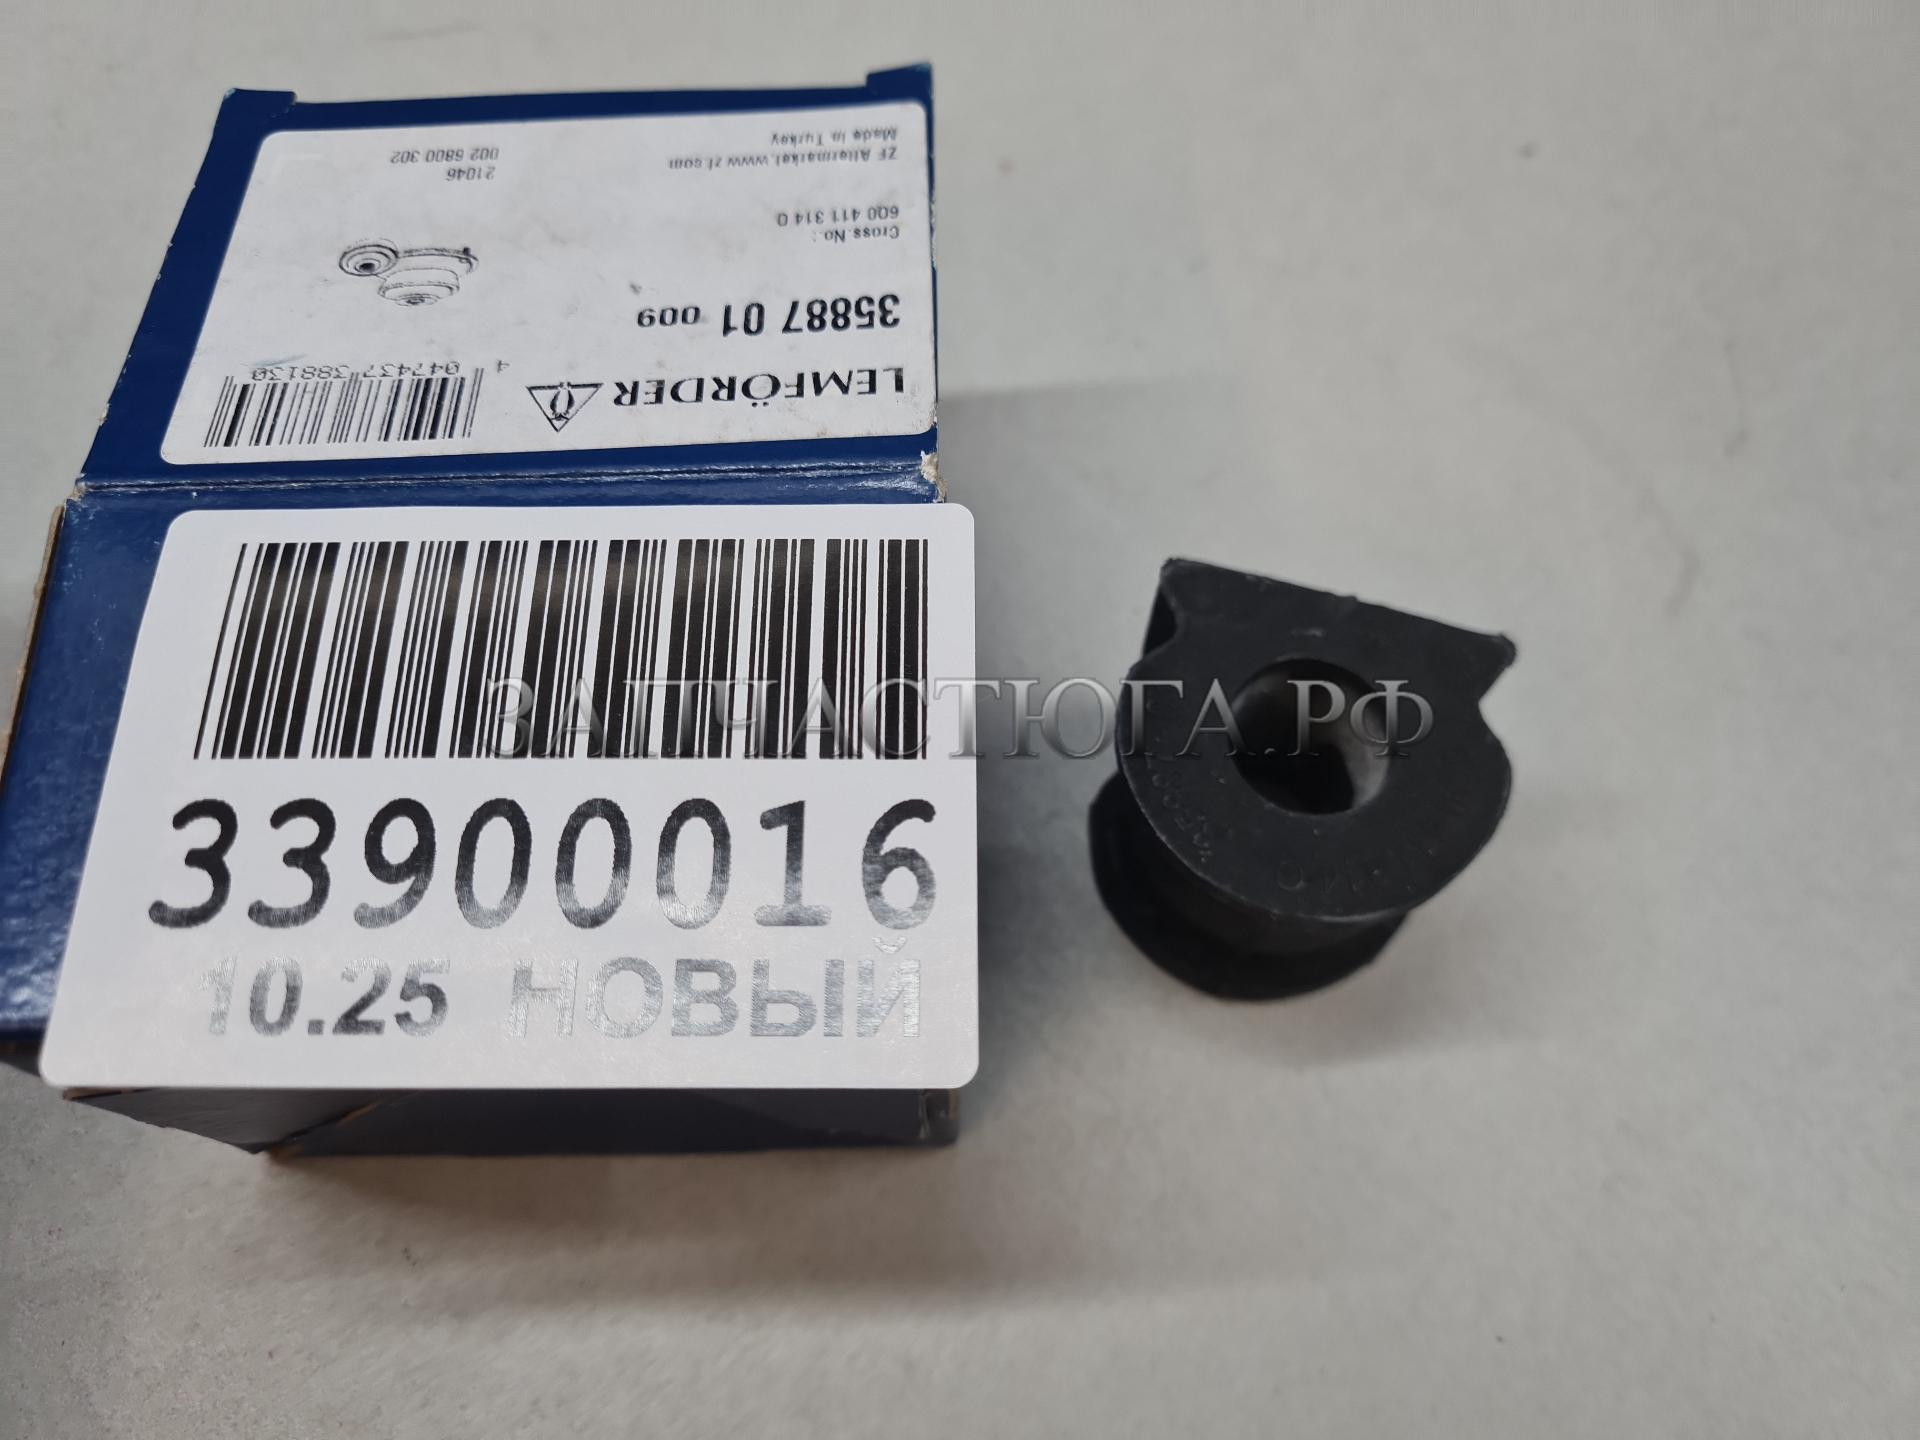 LEMFÖRDER
4 047437 388130
35887 01 009
Cross.No.:
6Q0 411 314 Q
21046
002 6800 302
ZF Aftermarket.www.zf.com
Made in Turkey
33900016
10.25 НОВЫЙ
ЗАПЧАСТЮГА.РФ